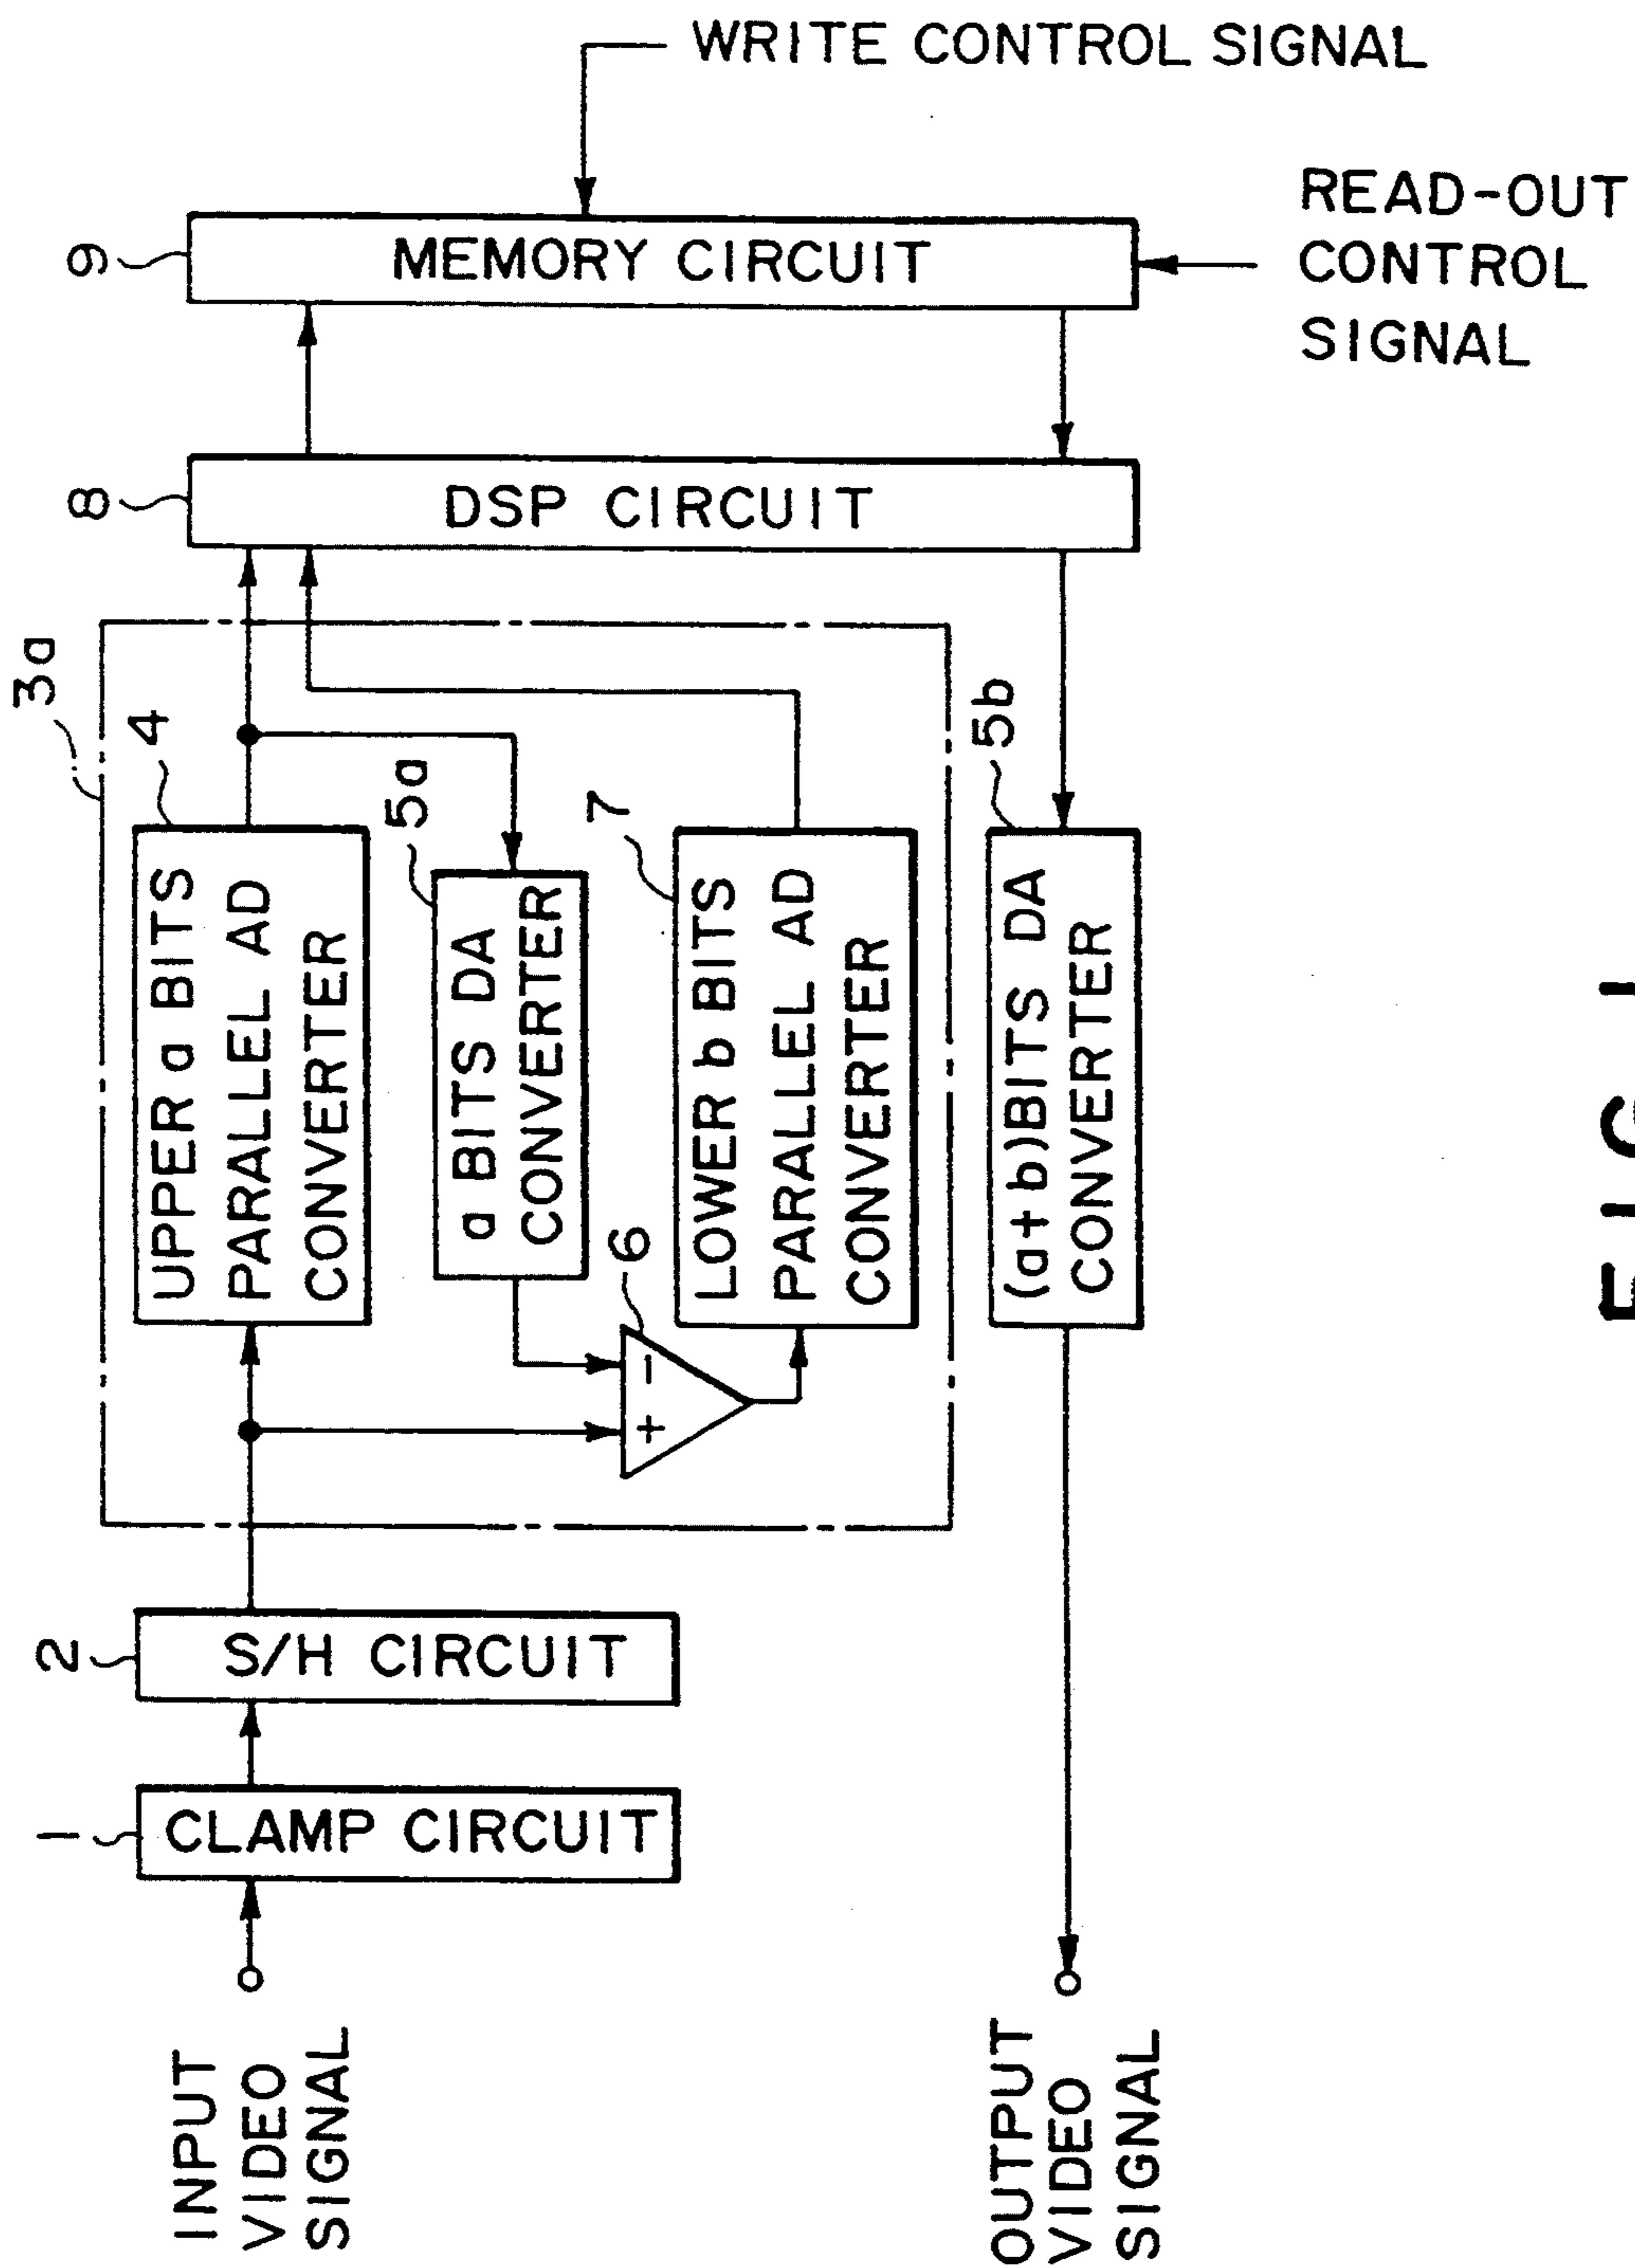 WRITE CONTROL SIGNAL
READ-OUT
CONTROL
SIGNAL
9
MEMORY CIRCUIT
8
DSP CIRCUIT
3a
4
UPPER a BITS
PARALLEL AD
CONVERTER
5a
a BITS DA
CONVERTER
6
- +
7
LOWER b BITS
PARALLEL AD
CONVERTER
5b
(a+b)BITS DA
CONVERTER
2
S/H CIRCUIT
1
CLAMP CIRCUIT
INPUT
VIDEO
SIGNAL
OUTPUT
VIDEO
SIGNAL